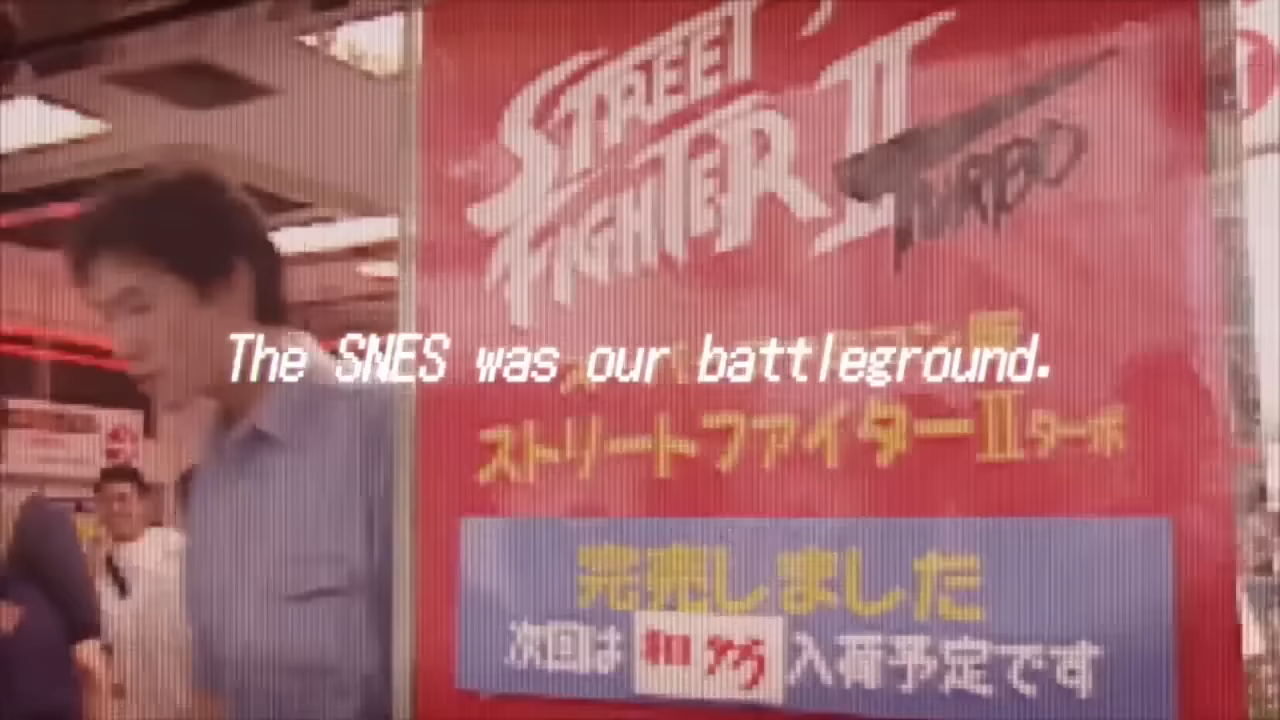 STREET
FIGHTER II
TURBO
The SNES was our battleground.
ストリートファイターII ターボ
完売しました
次回は
入荷予定です